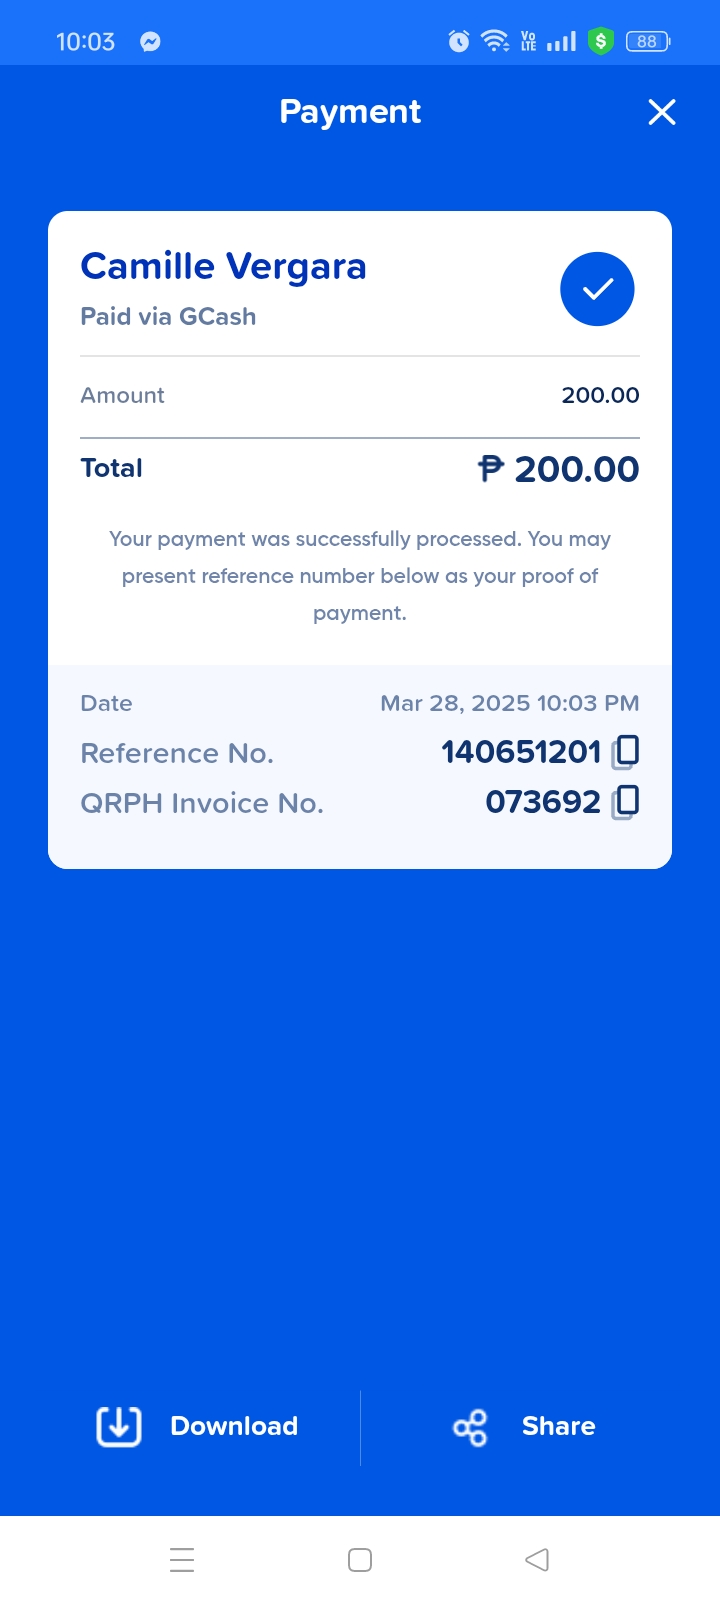 10:03 Vo LTE $ 88
Payment
Camille Vergara
Paid via GCash
Amount 200.00
Total ₱ 200.00
Your payment was successfully processed. You may
present reference number below as your proof of
payment.
Date Mar 28, 2025 10:03 PM
Reference No. 140651201
QRPH Invoice No. 073692
Download Share